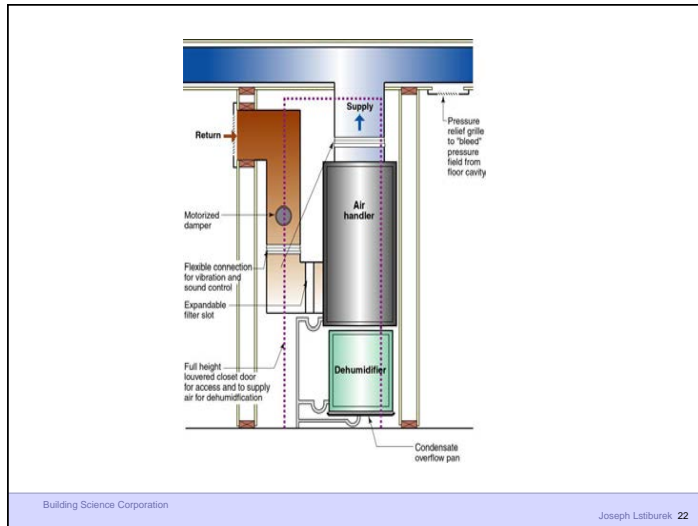 Supply
Return
Pressure
relief grille
to "bleed"
pressure
field from
floor cavity
Air
handler
Motorized
damper
Flexible connection
for vibration and
sound control
Expandable
filter slot
Full height
louvered closet door
for access and to supply
air for dehumidification
Dehumidifier
Condensate
overflow pan
Building Science Corporation
Joseph Lstiburek 22